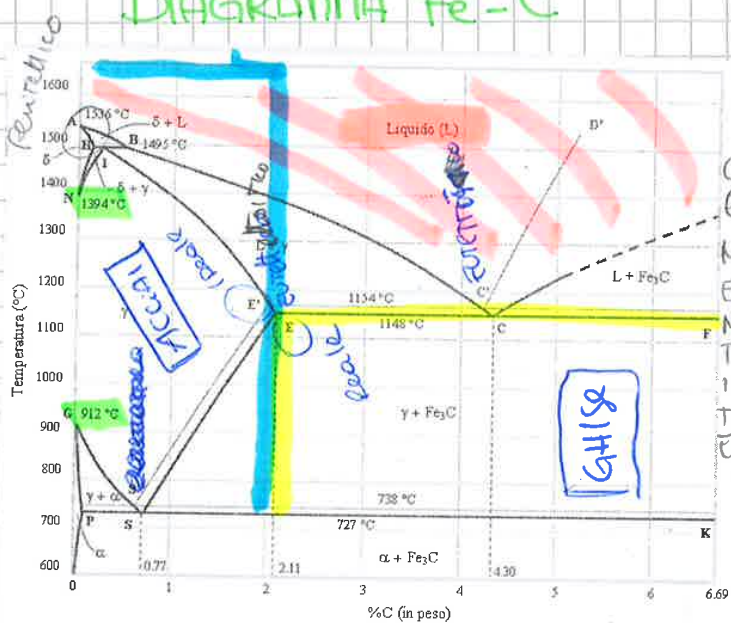 DIAGRAMMA Fe-C
peritettico
1600
A
1536 °C
δ + L
1500
H
B
1495°C
I
δ
1400
δ + γ
N
1394°C
Liquido (L)
D'
1300
1200
L + Fe₃C
E'
1154 °C
C'
1100
E
1148 °C
C
F
Temperatura (°C)
ACCIAI
γ
(reale
reale
1000
G
912 °C
900
γ + Fe₃C
GHISE
800
γ + α
738 °C
700
P
S
727 °C
K
α
600
0.77
2.11
α + Fe₃C
4.30
0
1
2
3
4
5
6
6.69
%C (in peso)
CEMENTITE